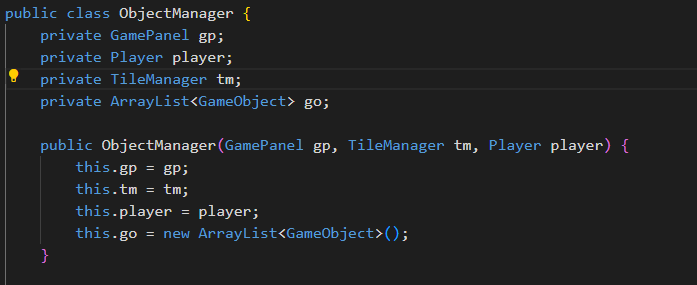 public class ObjectManager {
private GamePanel gp;
private Player player;
private TileManager tm;
private ArrayList<GameObject> go;
public ObjectManager(GamePanel gp, TileManager tm, Player player) {
this.gp = gp;
this.tm = tm;
this.player = player;
this.go = new ArrayList<GameObject>();
}